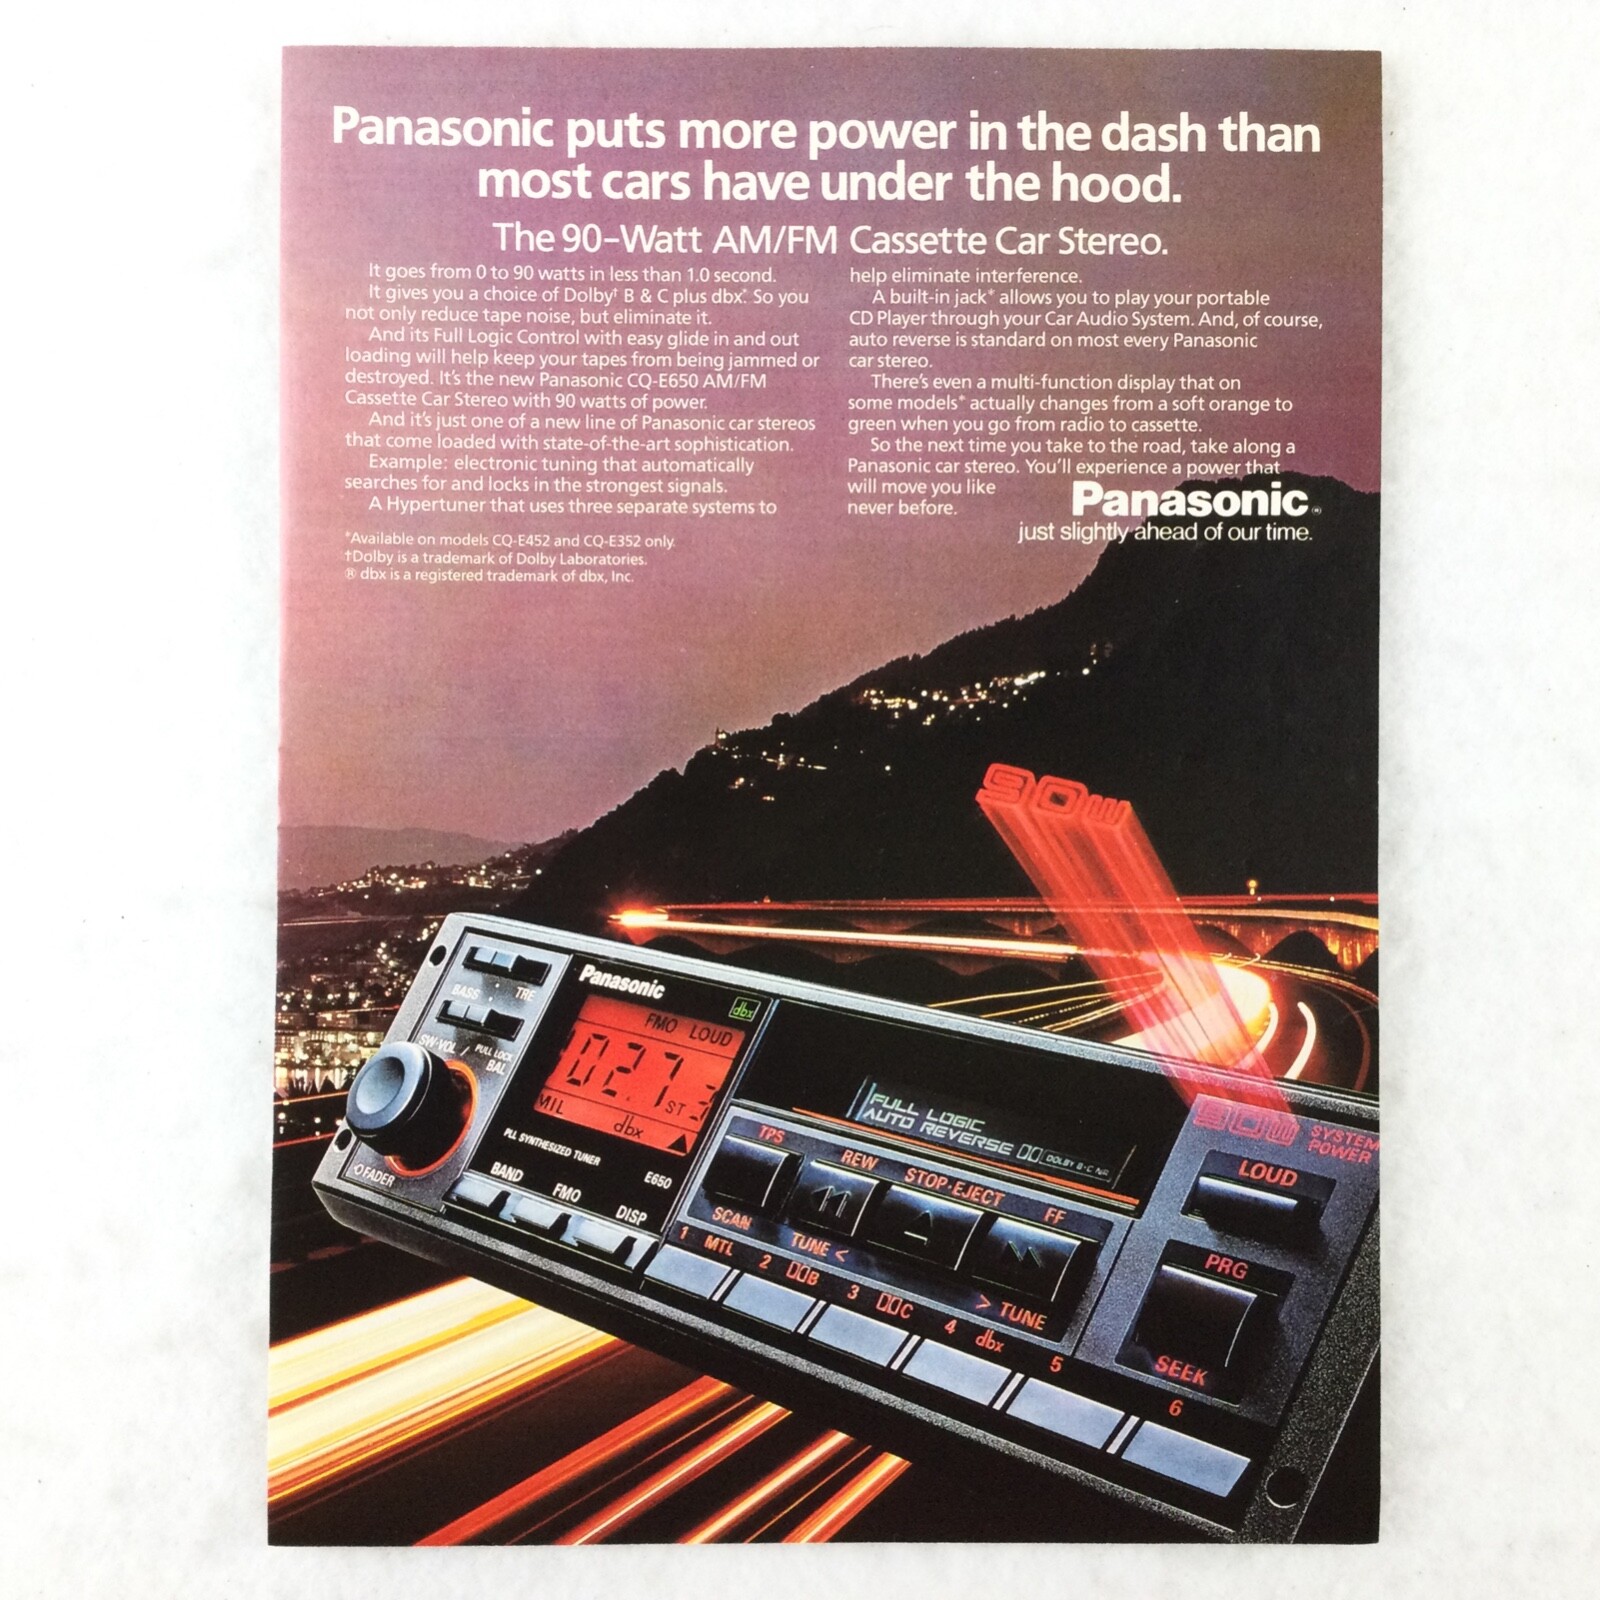 Panasonic puts more power in the dash than
most cars have under the hood.
The 90-Watt AM/FM Cassette Car Stereo.
It goes from 0 to 90 watts in less than 1.0 second.
It gives you a choice of Dolby† B & C plus dbx®. So you
not only reduce tape noise, but eliminate it.
And its Full Logic Control with easy glide in and out
loading will help keep your tapes from being jammed or
destroyed. It's the new Panasonic CQ-E650 AM/FM
Cassette Car Stereo with 90 watts of power.
And it's just one of a new line of Panasonic car stereos
that come loaded with state-of-the-art sophistication.
Example: electronic tuning that automatically
searches for and locks in the strongest signals.
A Hypertuner that uses three separate systems to
help eliminate interference.
A built-in jack* allows you to play your portable
CD Player through your Car Audio System. And, of course,
auto reverse is standard on most every Panasonic
car stereo.
There's even a multi-function display that on
some models* actually changes from a soft orange to
green when you go from radio to cassette.
So the next time you take to the road, take along a
Panasonic car stereo. You'll experience a power that
will move you like
never before.
*Available on models CQ-E452 and CQ-E352 only.
†Dolby is a trademark of Dolby Laboratories.
® dbx is a registered trademark of dbx, Inc.
Panasonic®
just slightly ahead of our time.
90W
BASS TRE
SW·VOL / PULL LOCK
BAL
FADER
Panasonic
dbx
FMO LOUD
102.7 ST 3
MTL dbx
PLL SYNTHESIZED TUNER
E650
BAND FMO DISP
FULL LOGIC
AUTO REVERSE DOLBY B·C NR
90W SYSTEM
POWER
TPS REW STOP·EJECT FF
SCAN TUNE < > TUNE
LOUD
PRG
SEEK
1 MTL 2 B 3 C 4 dbx 5 6